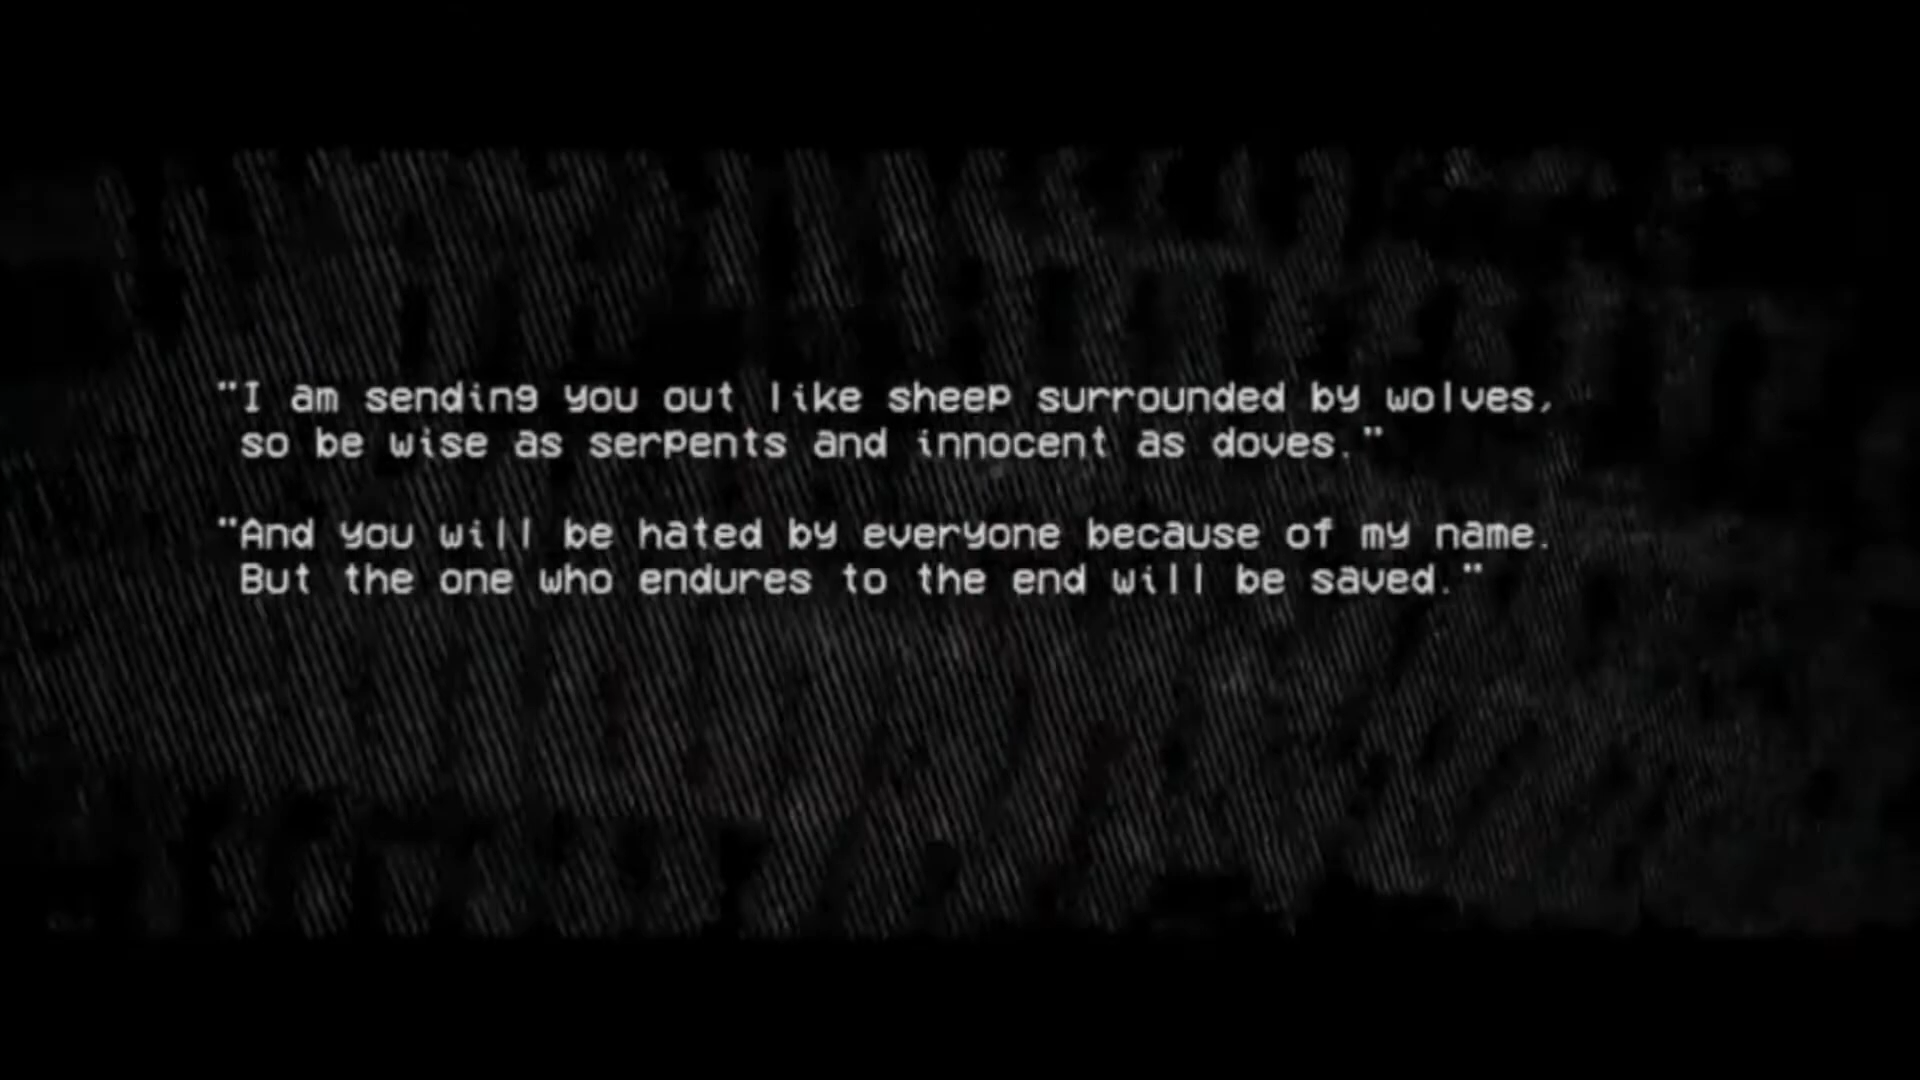 "I am sending you out like sheep surrounded by wolves,
so be wise as serpents and innocent as doves."
"And you will be hated by everyone because of my name.
But the one who endures to the end will be saved."